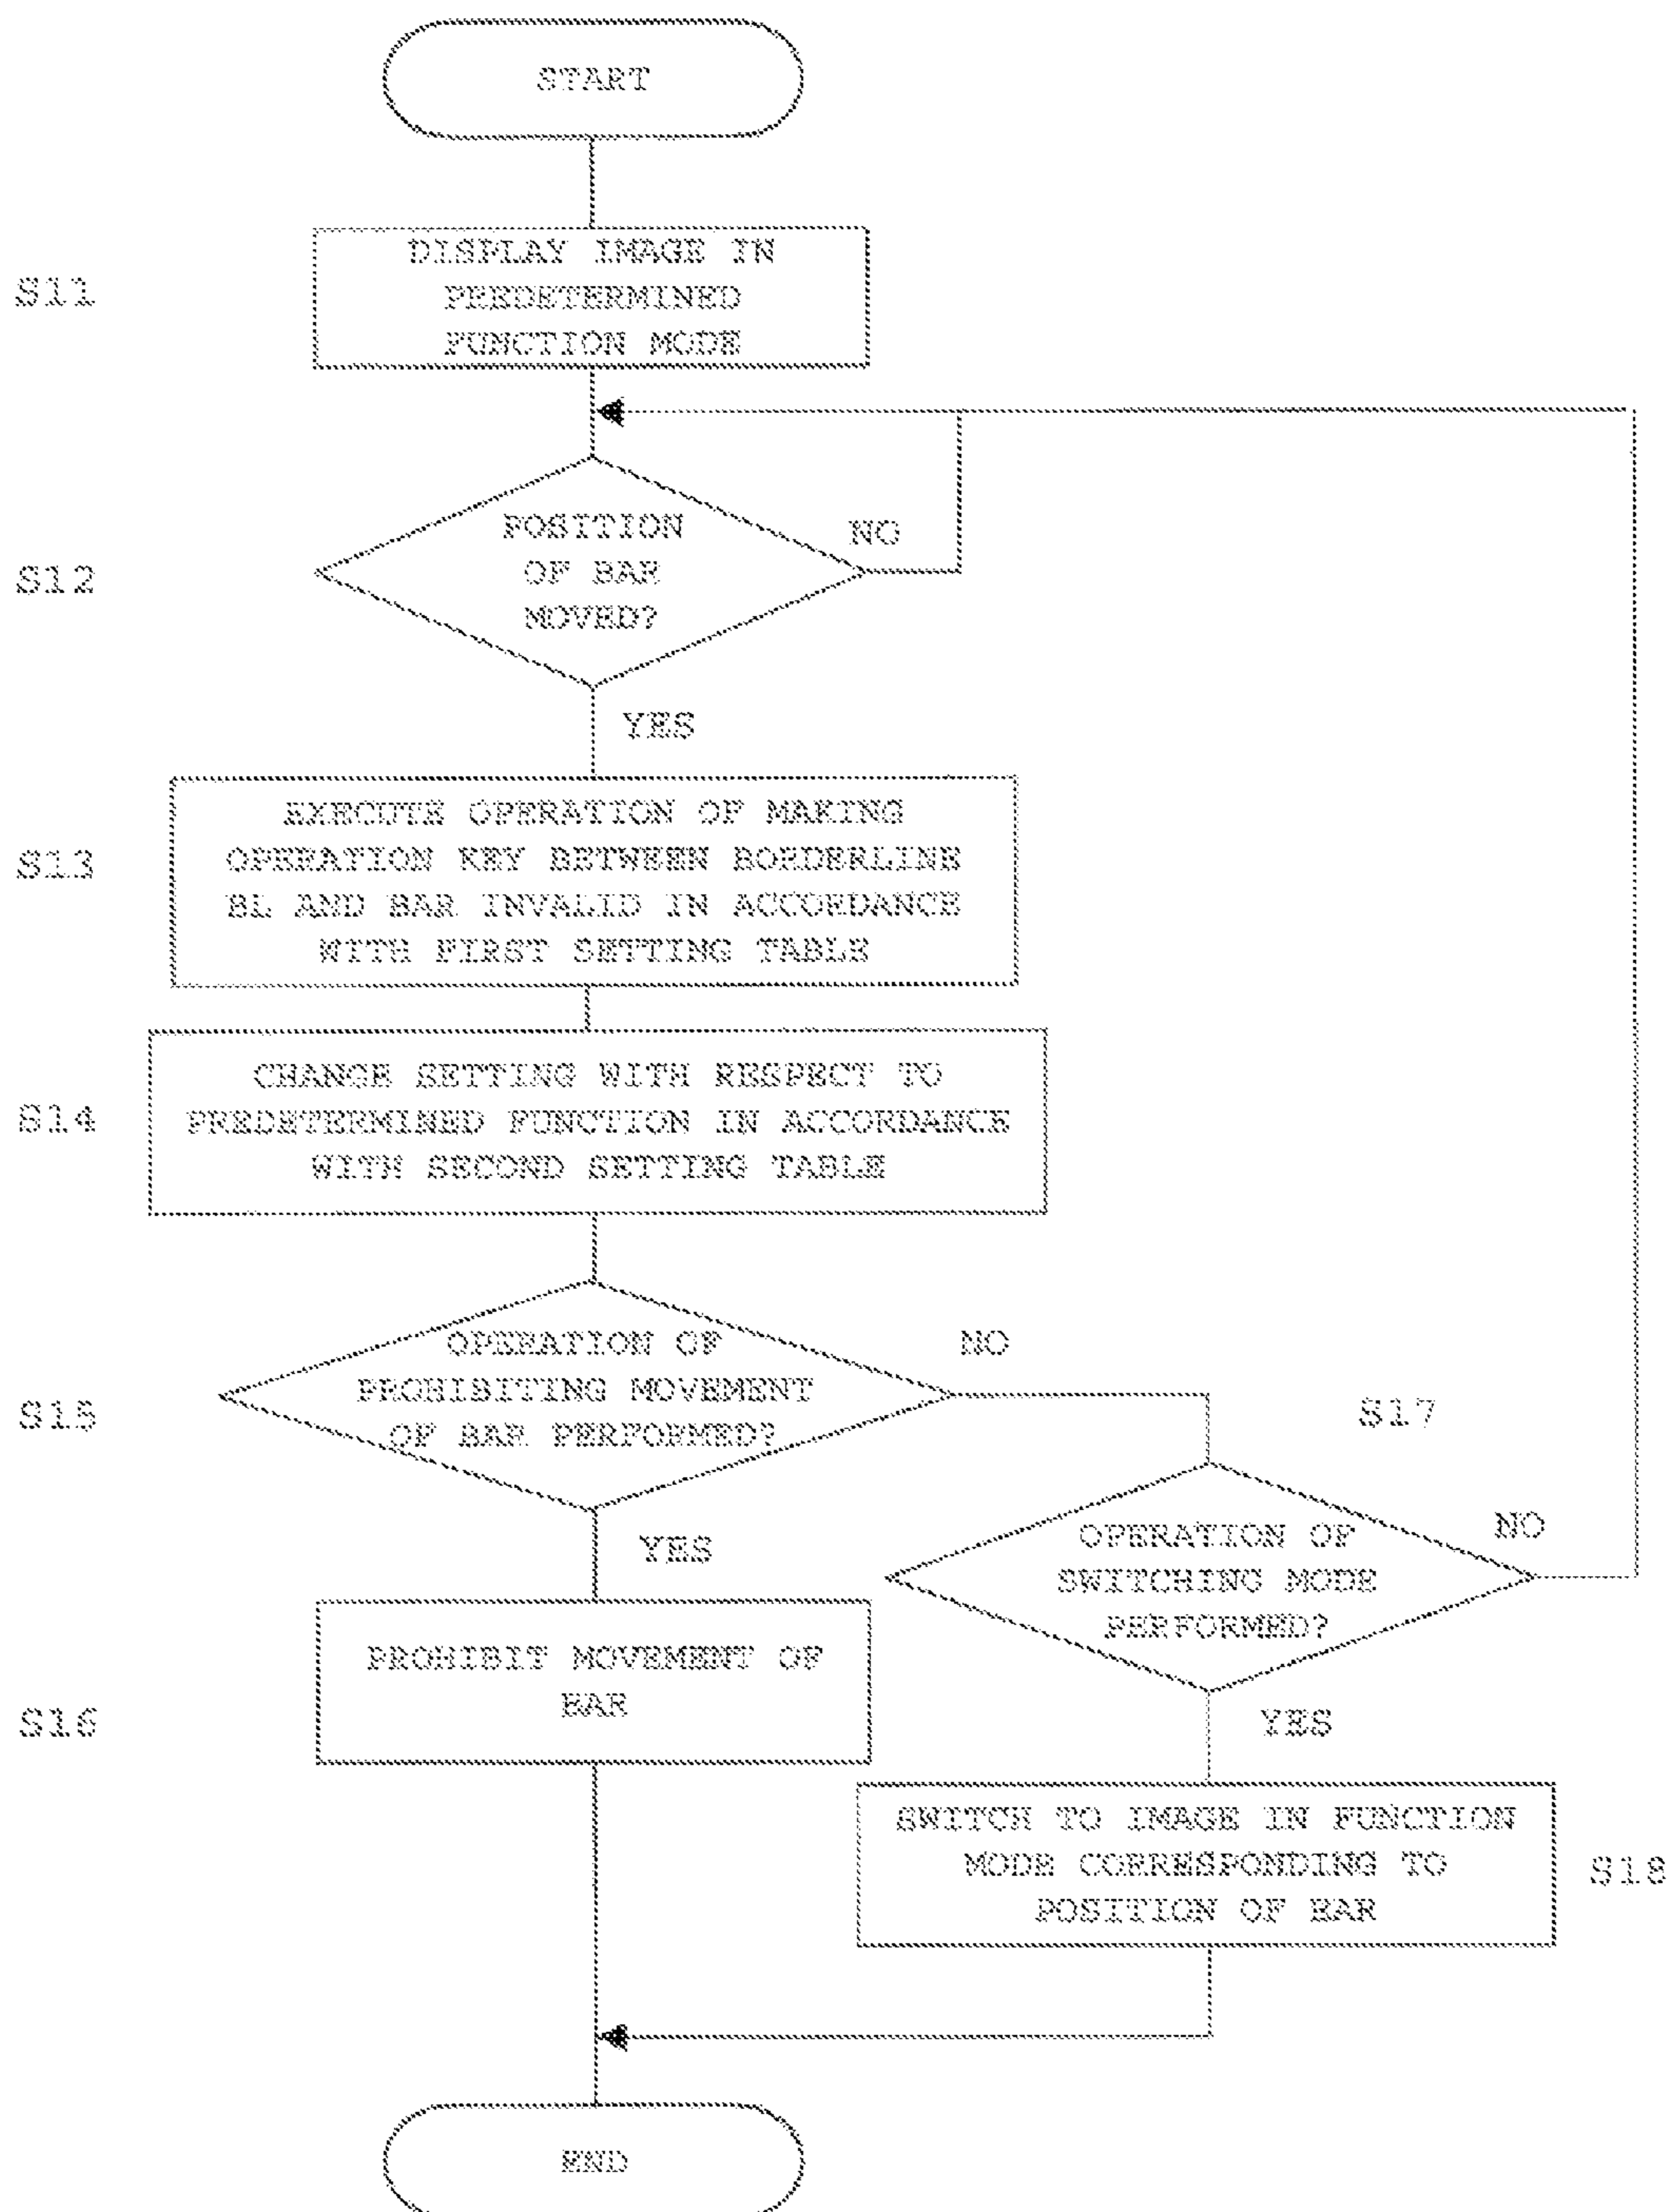 START
S11
DISPLAY IMAGE IN
PREDETERMINED
FUNCTION MODE
S12
POSITION
OF BAR
MOVED?
NO
YES
S13
EXECUTE OPERATION OF MAKING
OPERATION KEY BETWEEN BORDERLINE
BL AND BAR INVALID IN ACCORDANCE
WITH FIRST SETTING TABLE
S14
CHANGE SETTING WITH RESPECT TO
PREDETERMINED FUNCTION IN ACCORDANCE
WITH SECOND SETTING TABLE
S15
OPERATION OF
PROHIBITING MOVEMENT
OF BAR PERFORMED?
NO
YES
S17
OPERATION OF
SWITCHING MODE
PERFORMED?
NO
YES
S16
PROHIBIT MOVEMENT OF
BAR
SWITCH TO IMAGE IN FUNCTION
MODE CORRESPONDING TO
POSITION OF BAR
S18
END